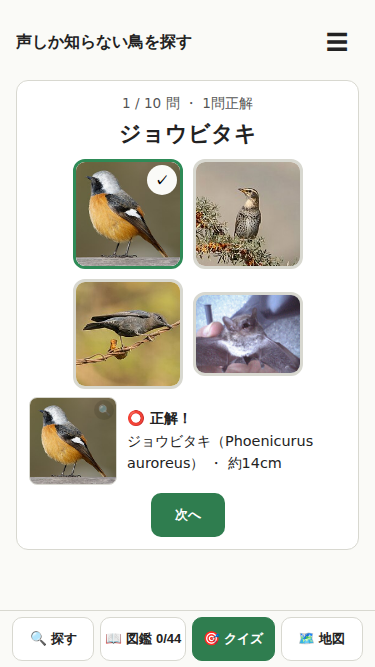 声しか知らない鳥を探す
☰
1 / 10 問 ・ 1問正解
ジョウビタキ
✓
⭕ 正解！
ジョウビタキ（Phoenicurus
auroreus） ・ 約14cm
次へ
🔍 探す
📖 図鑑 0/44
🎯 クイズ
🗺️ 地図